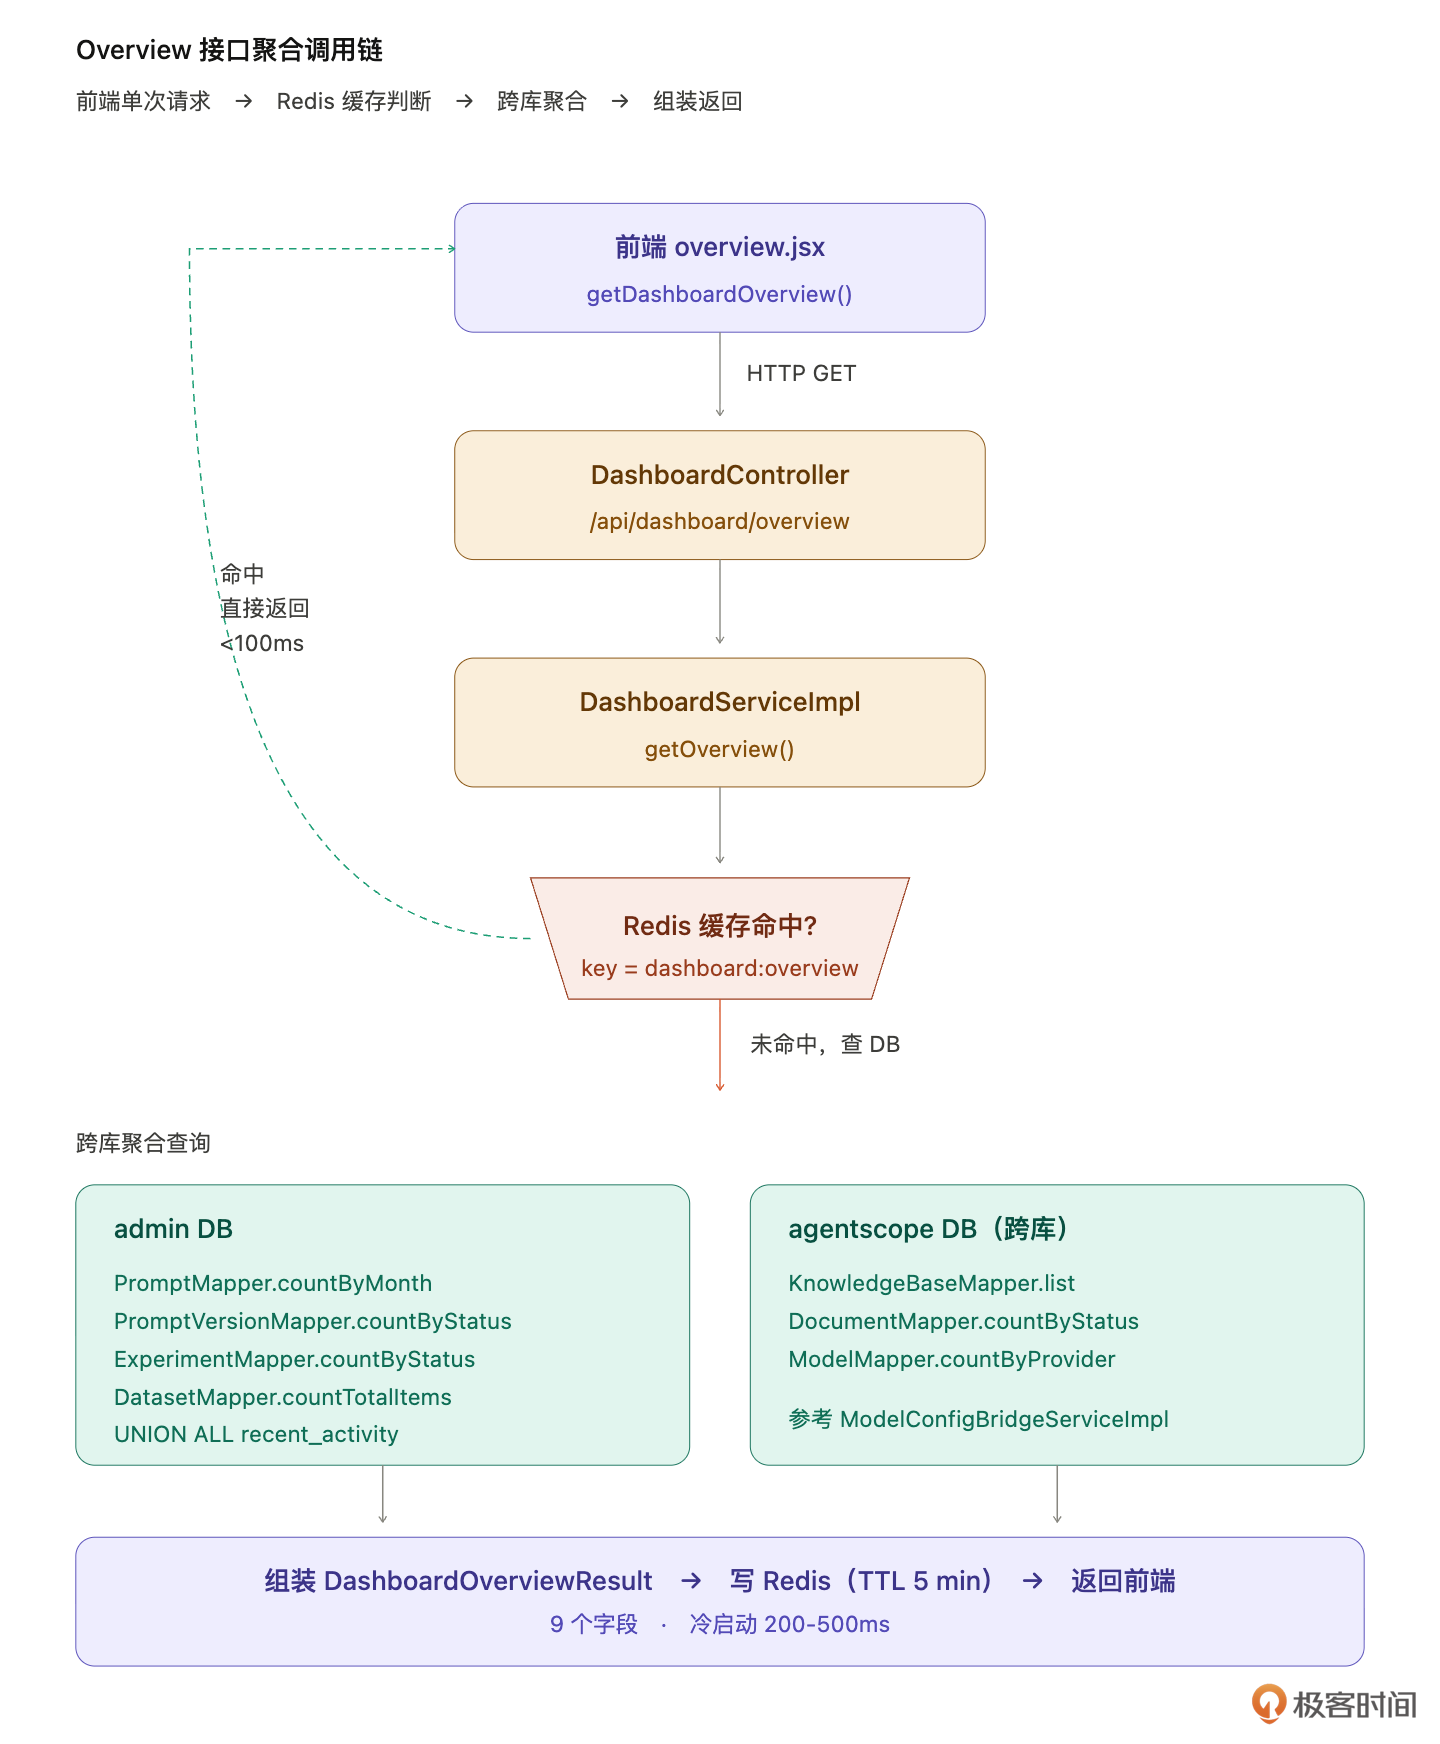 Overview 接口聚合调用链
前端单次请求 → Redis 缓存判断 → 跨库聚合 → 组装返回
前端 overview.jsx
getDashboardOverview()
HTTP GET
DashboardController
/api/dashboard/overview
命中
直接返回
<100ms
DashboardServiceImpl
getOverview()
Redis 缓存命中?
key = dashboard:overview
未命中，查 DB
跨库聚合查询
admin DB
PromptMapper.countByMonth
PromptVersionMapper.countByStatus
ExperimentMapper.countByStatus
DatasetMapper.countTotalItems
UNION ALL recent_activity
agentscope DB（跨库）
KnowledgeBaseMapper.list
DocumentMapper.countByStatus
ModelMapper.countByProvider
参考 ModelConfigBridgeServiceImpl
组装 DashboardOverviewResult → 写 Redis（TTL 5 min） → 返回前端
9 个字段 · 冷启动 200-500ms
极客时间